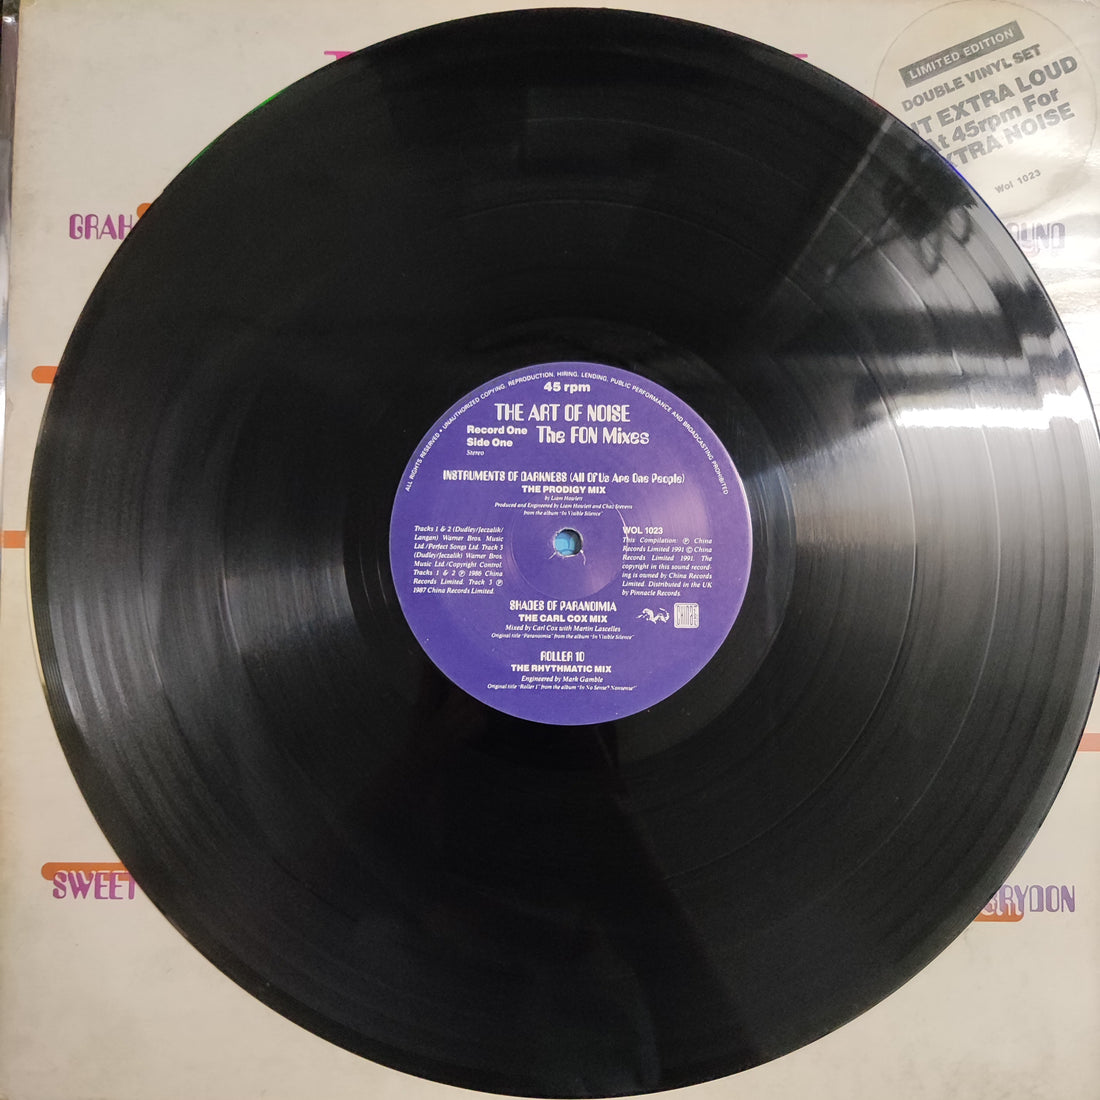 LIMITED EDITION
DOUBLE VINYL SET
EXTRA LOUD
At 45rpm For
EXTRA NOISE
Wol 1023
GRAH
OUND
SWEET
BRYDON
ALL RIGHTS RESERVED • UNAUTHORIZED COPYING, REPRODUCTION, HIRING, LENDING, PUBLIC PERFORMANCE AND BROADCASTING PROHIBITED
45 rpm
THE ART OF NOISE
Record One The FON Mixes
Side One
Stereo
INSTRUMENTS OF DARKNESS (All Of Us Are One People)
THE PRODIGY MIX
by Liam Howlett
Produced and Engineered by Liam Howlett and Chaz Stevens
from the album "In Visible Silence"
Tracks 1 & 2 (Dudley/Jeczalik/
Langan) Warner Bros. Music
Ltd/Perfect Songs Ltd. Track 3
(Dudley/Jeczalik) Warner Bros.
Music Ltd/Copyright Control.
Tracks 1 & 2 ℗ 1986 China
Records Limited. Track 3 ℗
1987 China Records Limited.
WOL 1023
This Compilation: ℗ China
Records Limited 1991 © China
Records Limited 1991. The
copyright in this sound record-
ing is owned by China Records
Limited. Distributed in the UK
by Pinnacle Records.
SHADES OF PARANOIMIA
THE CARL COX MIX
Mixed by Carl Cox with Martin Lascelles
Original title "Paranoimia" from the album "In Visible Silence"
CHINA
ROLLER 10
THE RHYTHMATIC MIX
Engineered by Mark Gamble
Original title "Roller 1" from the album "In No Sense? Nonsense"